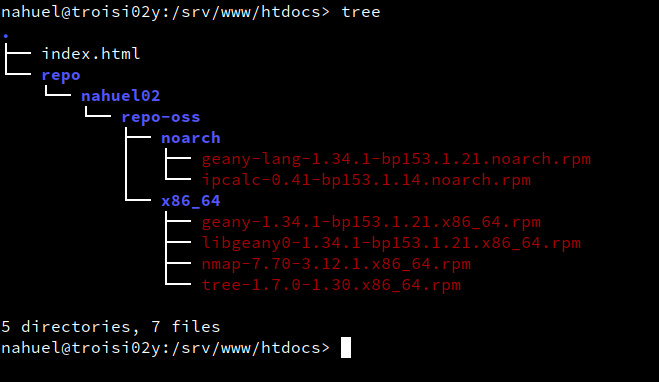 nahuel@troisi02y:/srv/www/htdocs> tree
.
├── index.html
└── repo
    └── nahuel02
        └── repo-oss
            ├── noarch
            │   ├── geany-lang-1.34.1-bp153.1.21.noarch.rpm
            │   └── ipcalc-0.41-bp153.1.14.noarch.rpm
            └── x86_64
                ├── geany-1.34.1-bp153.1.21.x86_64.rpm
                ├── libgeany0-1.34.1-bp153.1.21.x86_64.rpm
                ├── nmap-7.70-3.12.1.x86_64.rpm
                └── tree-1.7.0-1.30.x86_64.rpm

5 directories, 7 files
nahuel@troisi02y:/srv/www/htdocs>